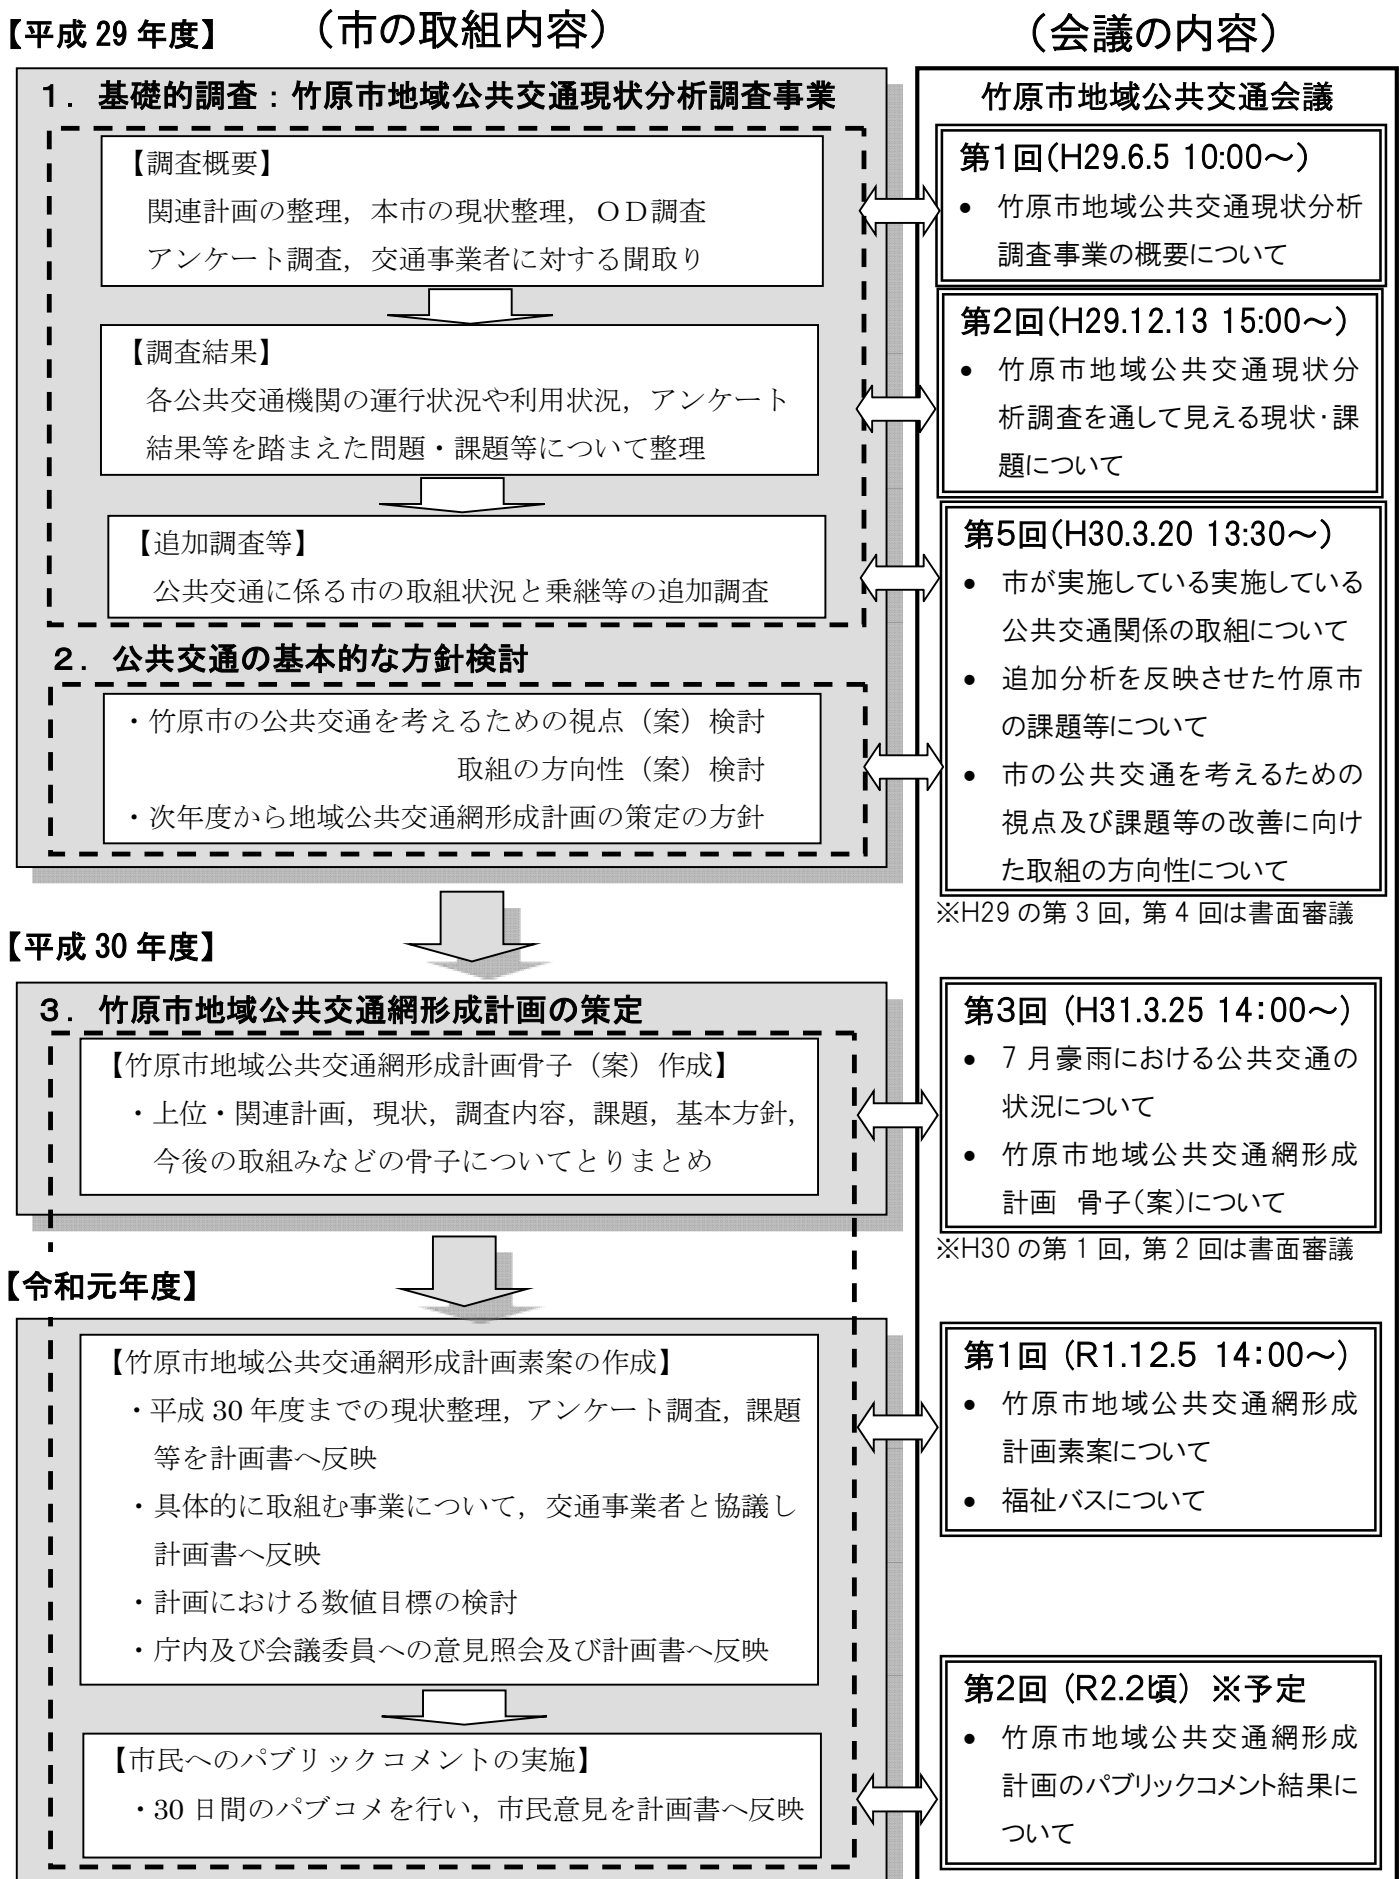 【平成 29 年度】
（市の取組内容）
（会議の内容）
１．基礎的調査：竹原市地域公共交通現状分析調査事業
【調査概要】
関連計画の整理，本市の現状整理，ＯＤ調査
アンケート調査，交通事業者に対する聞取り
【調査結果】
各公共交通機関の運行状況や利用状況，アンケート
結果等を踏まえた問題・課題等について整理
【追加調査等】
公共交通に係る市の取組状況と乗継等の追加調査
２．公共交通の基本的な方針検討
・竹原市の公共交通を考えるための視点（案）検討
取組の方向性（案）検討
・次年度から地域公共交通網形成計画の策定の方針
竹原市地域公共交通会議
第1回(H29.6.5 10:00～)
• 竹原市地域公共交通現状分析
調査事業の概要について
第2回(H29.12.13 15:00～)
• 竹原市地域公共交通現状分
析調査を通して見える現状･課
題について
第5回(H30.3.20 13:30～)
• 市が実施している実施している
公共交通関係の取組について
• 追加分析を反映させた竹原市
の課題等について
• 市の公共交通を考えるための
視点及び課題等の改善に向け
た取組の方向性について
※H29 の第 3 回，第 4 回は書面審議
【平成 30 年度】
３．竹原市地域公共交通網形成計画の策定
【竹原市地域公共交通網形成計画骨子（案）作成】
・上位・関連計画，現状，調査内容，課題，基本方針，
今後の取組みなどの骨子についてとりまとめ
第3回 (H31.3.25 14：00～)
• 7 月豪雨における公共交通の
状況について
• 竹原市地域公共交通網形成
計画　骨子（案）について
※H30 の第 1 回，第 2 回は書面審議
【令和元年度】
【竹原市地域公共交通網形成計画素案の作成】
・平成 30 年度までの現状整理，アンケート調査，課題
等を計画書へ反映
・具体的に取組む事業について，交通事業者と協議し
計画書へ反映
・計画における数値目標の検討
・庁内及び会議委員への意見照会及び計画書へ反映
【市民へのパブリックコメントの実施】
・30 日間のパブコメを行い，市民意見を計画書へ反映
第1回 (R1.12.5 14：00～)
• 竹原市地域公共交通網形成
計画素案について
• 福祉バスについて
第2回 (R2.2頃) ※予定
• 竹原市地域公共交通網形成
計画のパブリックコメント結果に
ついて